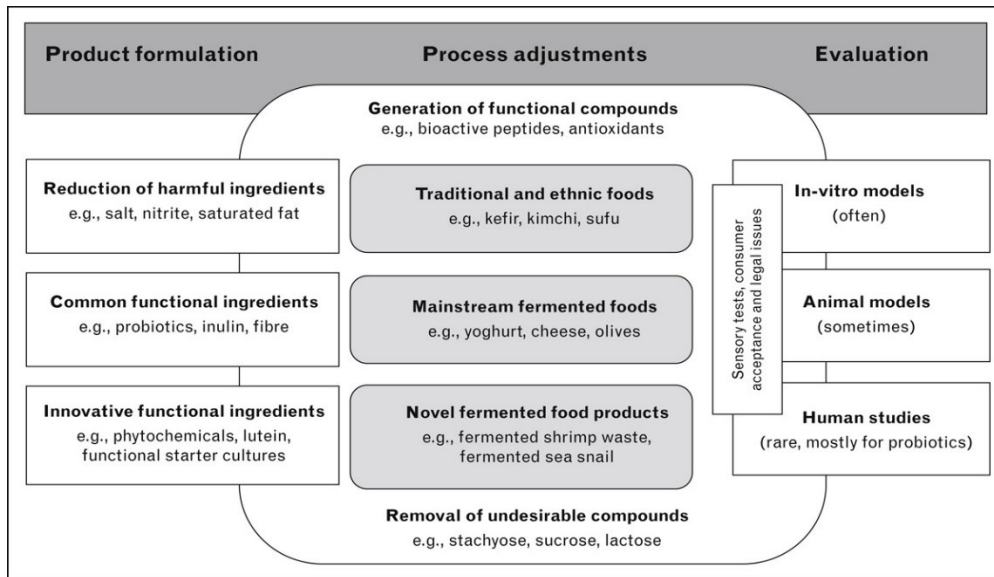 Product formulation
Process adjustments
Evaluation
Generation of functional compounds
e.g., bioactive peptides, antioxidants
Reduction of harmful ingredients
e.g., salt, nitrite, saturated fat
Common functional ingredients
e.g., probiotics, inulin, fibre
Innovative functional ingredients
e.g., phytochemicals, lutein,
functional starter cultures
Traditional and ethnic foods
e.g., kefir, kimchi, sufu
Mainstream fermented foods
e.g., yoghurt, cheese, olives
Novel fermented food products
e.g., fermented shrimp waste,
fermented sea snail
Removal of undesirable compounds
e.g., stachyose, sucrose, lactose
Sensory tests, consumer
acceptance and legal issues
In-vitro models
(often)
Animal models
(sometimes)
Human studies
(rare, mostly for probiotics)